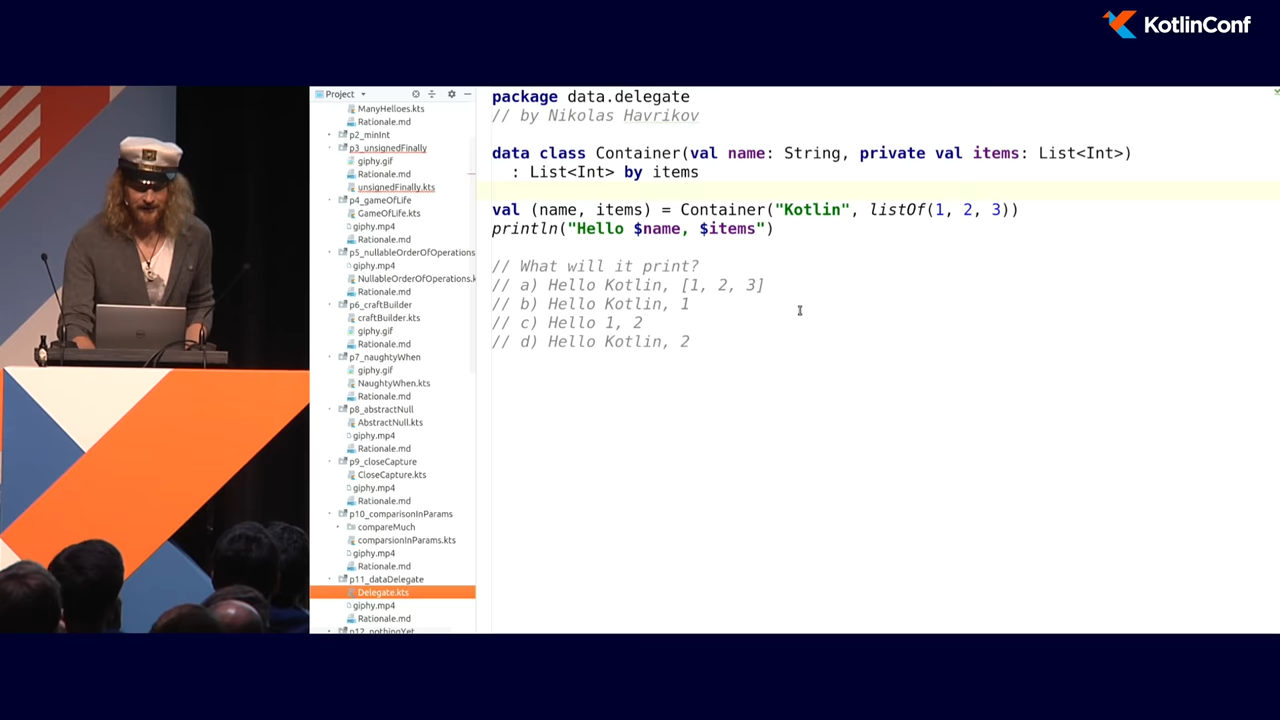 KotlinConf
Project
ManyHelloes.kts
Rationale.md
p2_minInt
p3_unsignedFinally
giphy.gif
Rationale.md
unsignedFinally.kts
p4_gameOfLife
GameOfLife.kts
giphy.mp4
Rationale.md
p5_nullableOrderOfOperations
giphy.mp4
NullableOrderOfOperations.k
Rationale.md
p6_craftBuilder
craftBuilder.kts
giphy.gif
Rationale.md
p7_naughtyWhen
giphy.gif
NaughtyWhen.kts
Rationale.md
p8_abstractNull
AbstractNull.kts
giphy.mp4
Rationale.md
p9_closeCapture
CloseCapture.kts
giphy.mp4
Rationale.md
p10_comparisonInParams
compareMuch
comparsionInParams.kts
giphy.mp4
Rationale.md
p11_dataDelegate
Delegate.kts
giphy.mp4
Rationale.md
p12_nothingYet
package data.delegate
// by Nikolas Havrikov
data class Container(val name: String, private val items: List<Int>)
: List<Int> by items
val (name, items) = Container("Kotlin", listOf(1, 2, 3))
println("Hello $name, $items")
// What will it print?
// a) Hello Kotlin, [1, 2, 3]
// b) Hello Kotlin, 1
// c) Hello 1, 2
// d) Hello Kotlin, 2